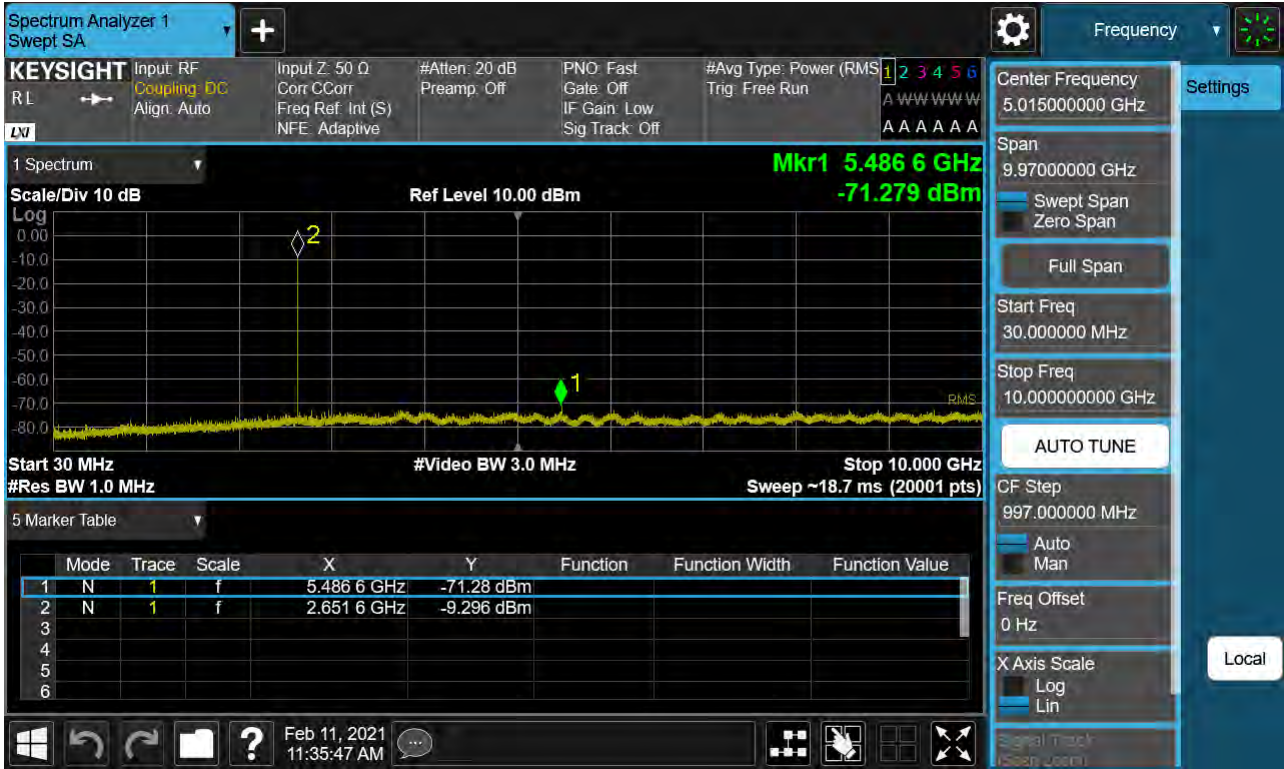 Spectrum Analyzer 1
Swept SA
+
Frequency
KEYSIGHT
R L
LXI
Input: RF
Coupling: DC
Align: Auto
Input Z: 50 Ω
Corr CCorr
Freq Ref: Int (S)
NFE: Adaptive
#Atten: 20 dB
Preamp: Off
PNO: Fast
Gate: Off
IF Gain: Low
Sig Track: Off
#Avg Type: Power (RMS
Trig: Free Run
1 2 3 4 5 6
A W W W W W
A A A A A A
1 Spectrum
Mkr1 5.486 6 GHz
Scale/Div 10 dB
Ref Level 10.00 dBm
-71.279 dBm
Log
0.00
-10.0
-20.0
-30.0
-40.0
-50.0
-60.0
-70.0
-80.0
2
1
RMS
Start 30 MHz
#Video BW 3.0 MHz
Stop 10.000 GHz
#Res BW 1.0 MHz
Sweep ~18.7 ms (20001 pts)
5 Marker Table
Mode Trace Scale X Y Function Function Width Function Value
1 N 1 f 5.486 6 GHz -71.28 dBm
2 N 1 f 2.651 6 GHz -9.296 dBm
3
4
5
6
Center Frequency
5.015000000 GHz
Span
9.97000000 GHz
Swept Span
Zero Span
Full Span
Start Freq
30.000000 MHz
Stop Freq
10.000000000 GHz
AUTO TUNE
CF Step
997.000000 MHz
Auto
Man
Freq Offset
0 Hz
X Axis Scale
Log
Lin
Signal Track
(Span Zoom)
Settings
Local
?
Feb 11, 2021
11:35:47 AM